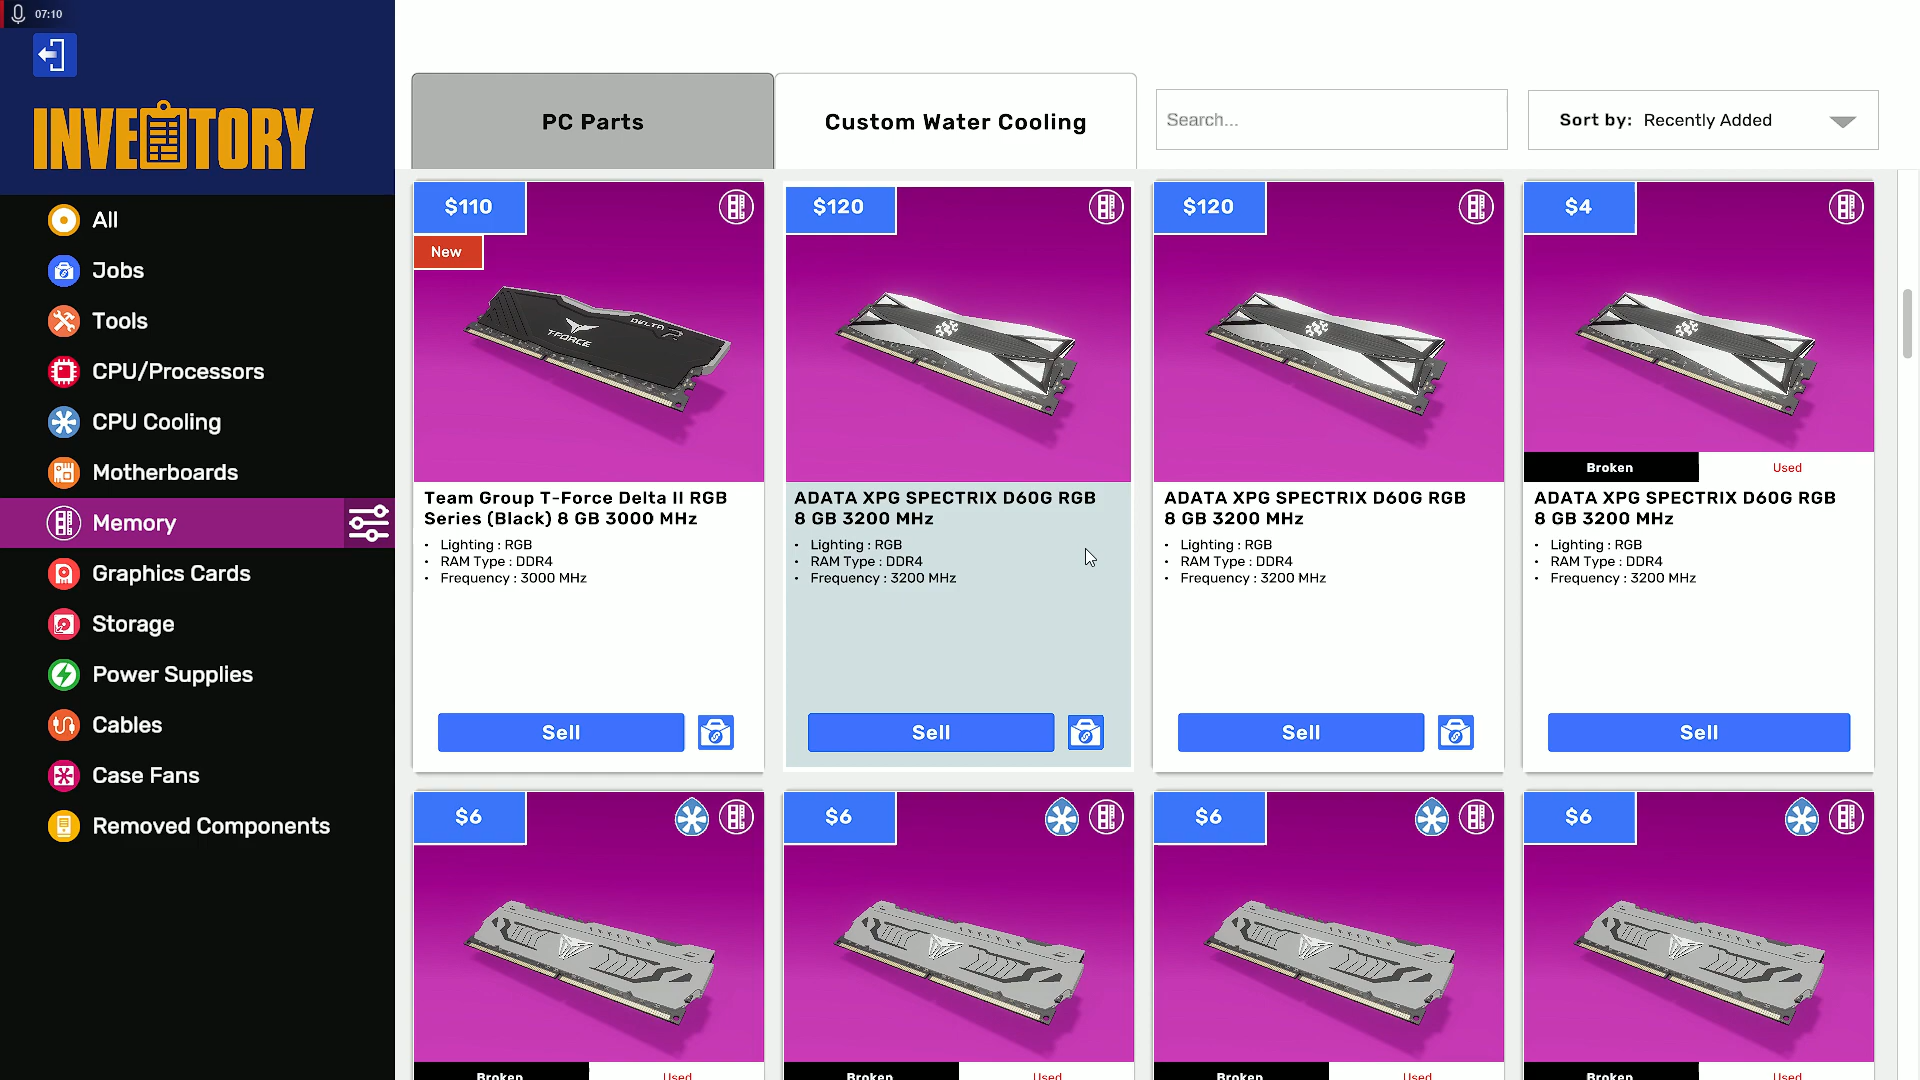 07:10
INVENTORY
All
Jobs
Tools
CPU/Processors
CPU Cooling
Motherboards
Memory
Graphics Cards
Storage
Power Supplies
Cables
Case Fans
Removed Components
PC Parts
Custom Water Cooling
Search...
Sort by: Recently Added
$110
New
T-FORCE
DELTA
Team Group T-Force Delta II RGB
Series (Black) 8 GB 3000 MHz
• Lighting : RGB
• RAM Type : DDR4
• Frequency : 3000 MHz
Sell
$120
ADATA XPG SPECTRIX D60G RGB
8 GB 3200 MHz
• Lighting : RGB
• RAM Type : DDR4
• Frequency : 3200 MHz
Sell
$120
ADATA XPG SPECTRIX D60G RGB
8 GB 3200 MHz
• Lighting : RGB
• RAM Type : DDR4
• Frequency : 3200 MHz
Sell
$4
Broken
Used
ADATA XPG SPECTRIX D60G RGB
8 GB 3200 MHz
• Lighting : RGB
• RAM Type : DDR4
• Frequency : 3200 MHz
Sell
$6
Broken
Used
$6
Broken
Used
$6
Broken
Used
$6
Broken
Used